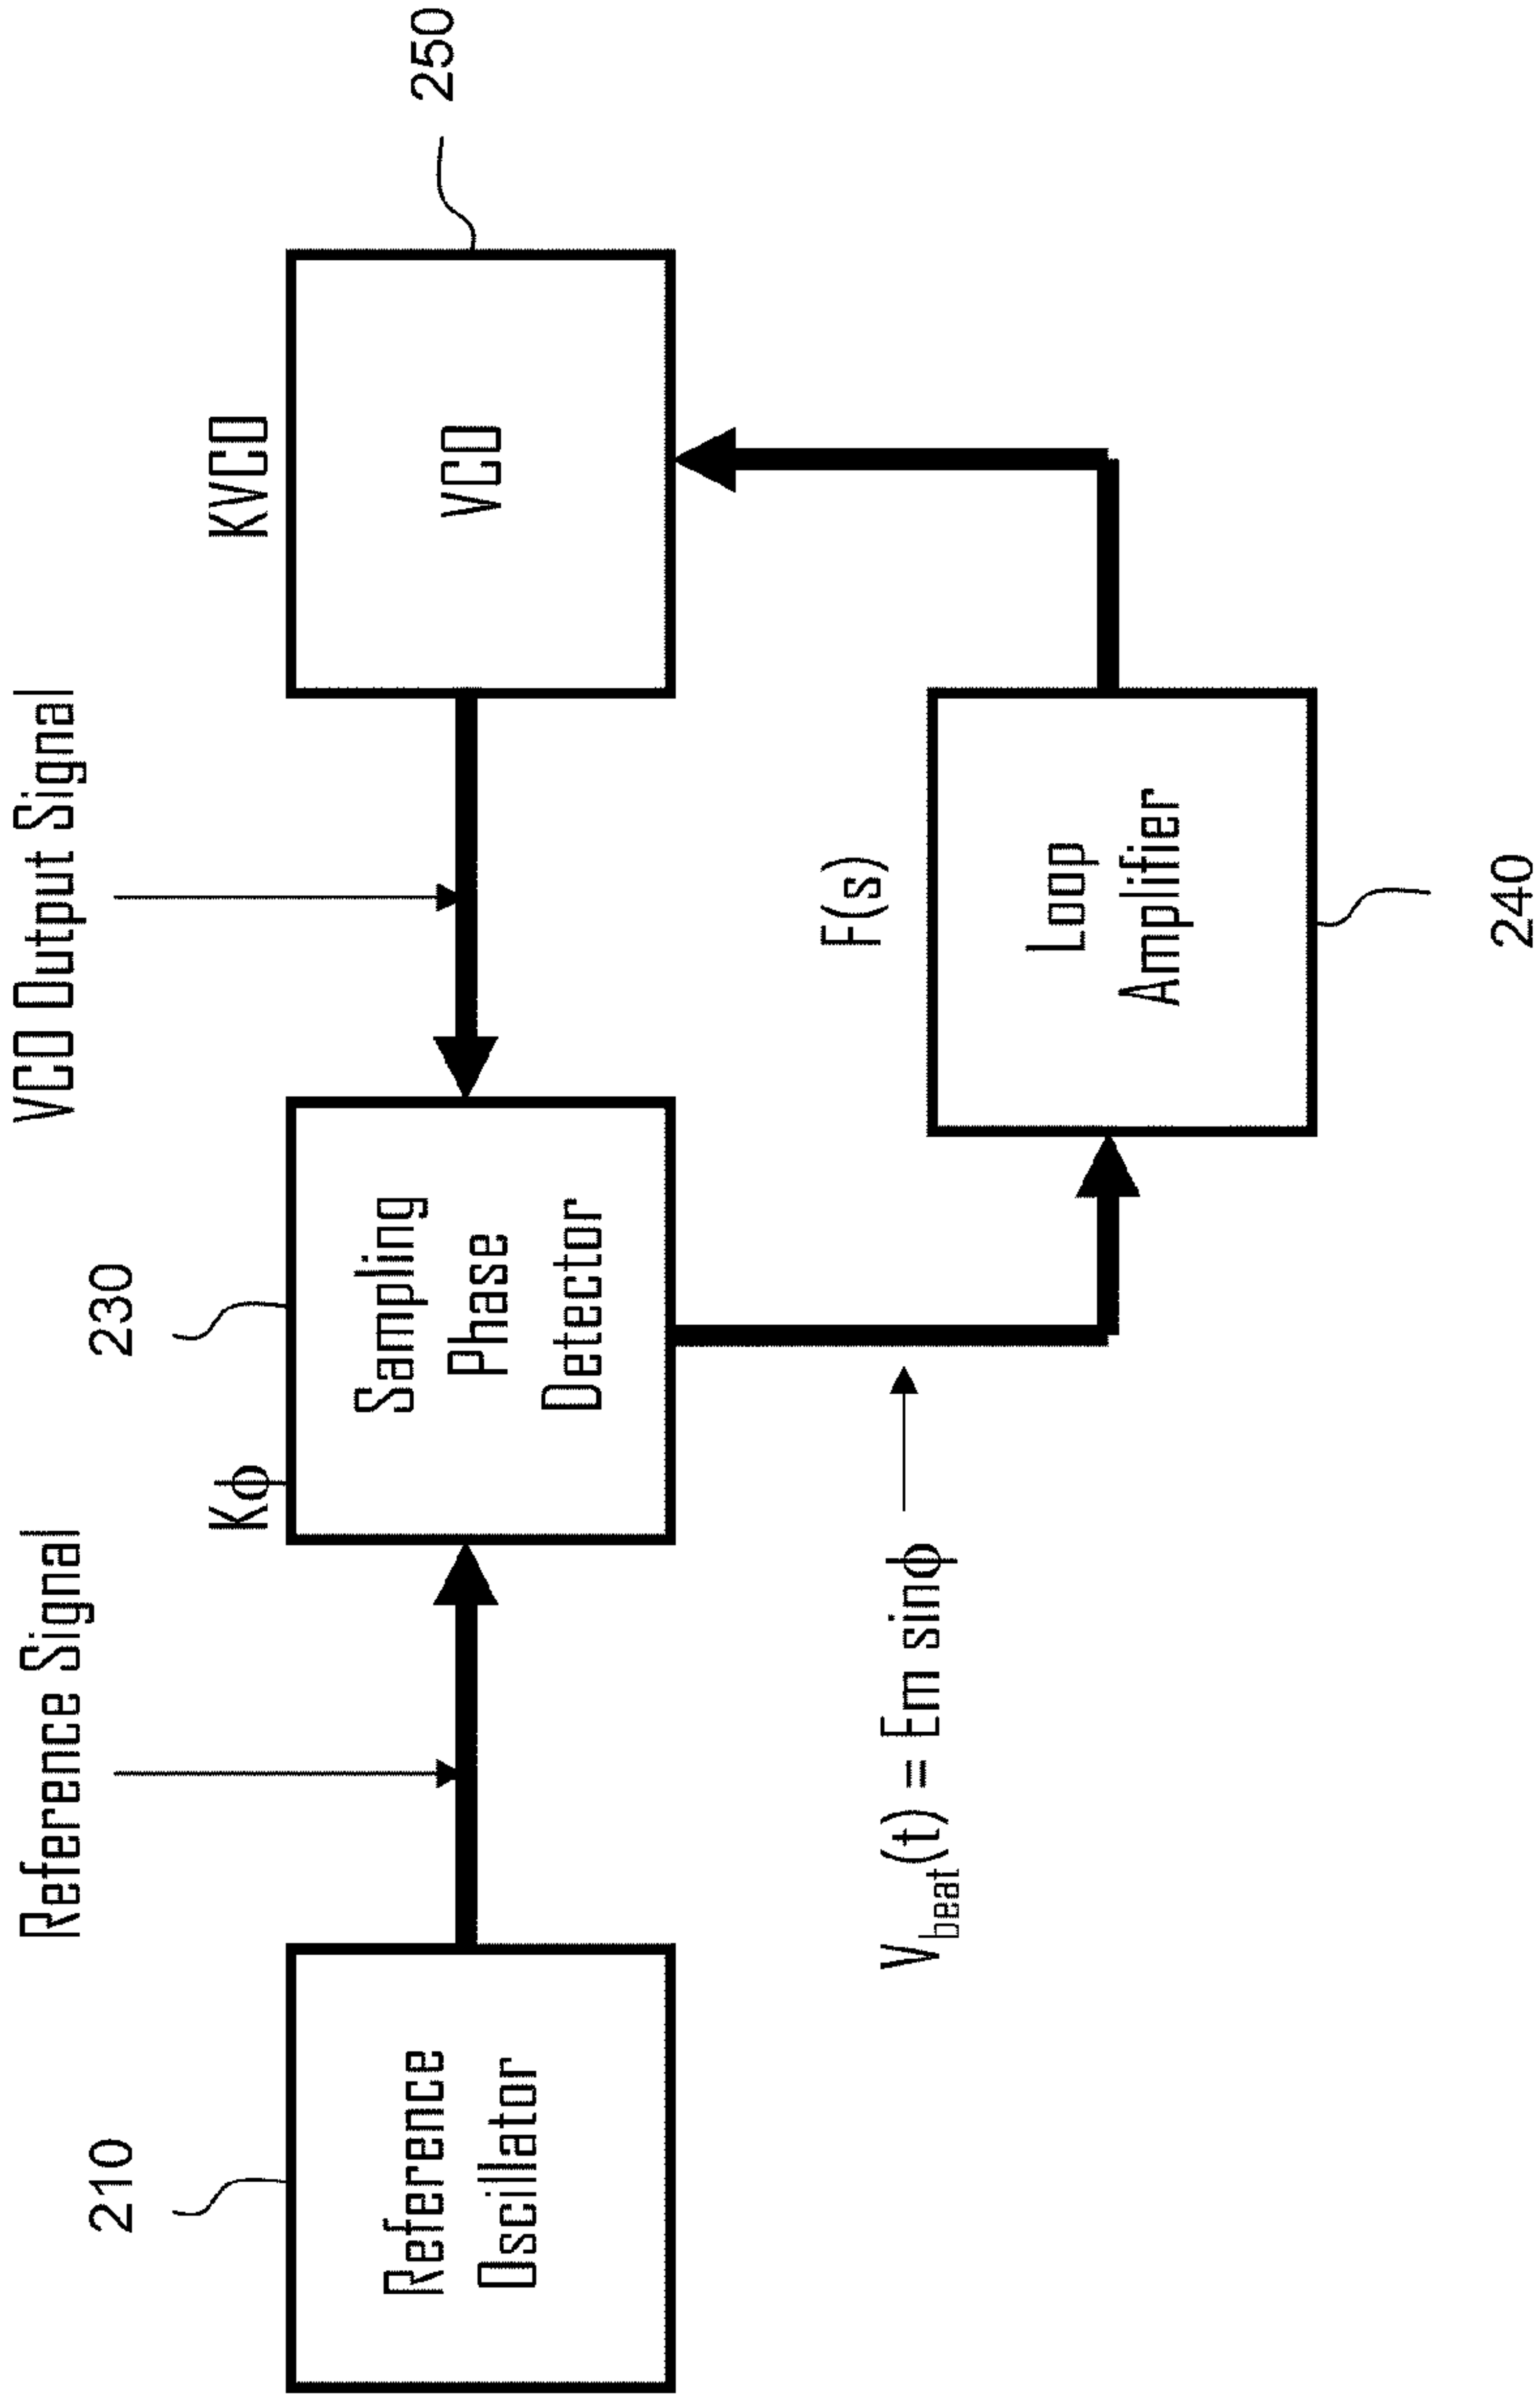 Reference Signal
VCO Output Signal
210
230
Kϕ
KVCO
250
Reference
Oscillator
Sampling
Phase
Detector
VCO
V beat (t) = Em sinϕ
F(s)
Loop
Amplifier
240